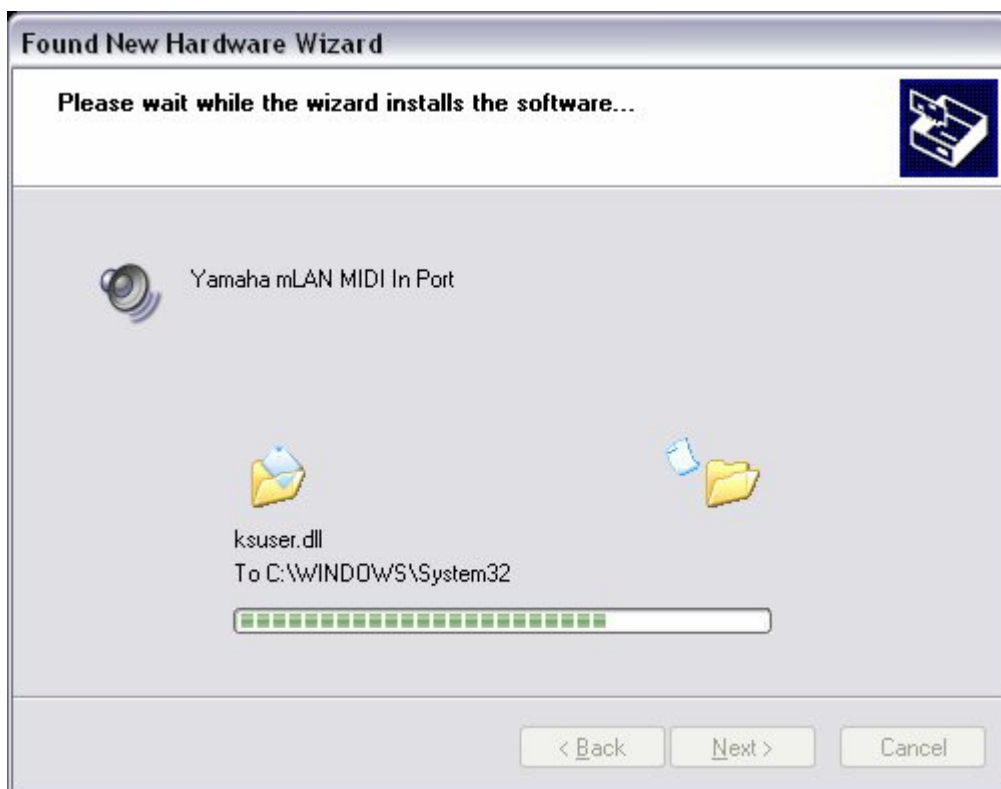 Found New Hardware Wizard
Please wait while the wizard installs the software...
Yamaha mLAN MIDI In Port
ksuser.dll
To C:\WINDOWS\System32
< Back
Next >
Cancel